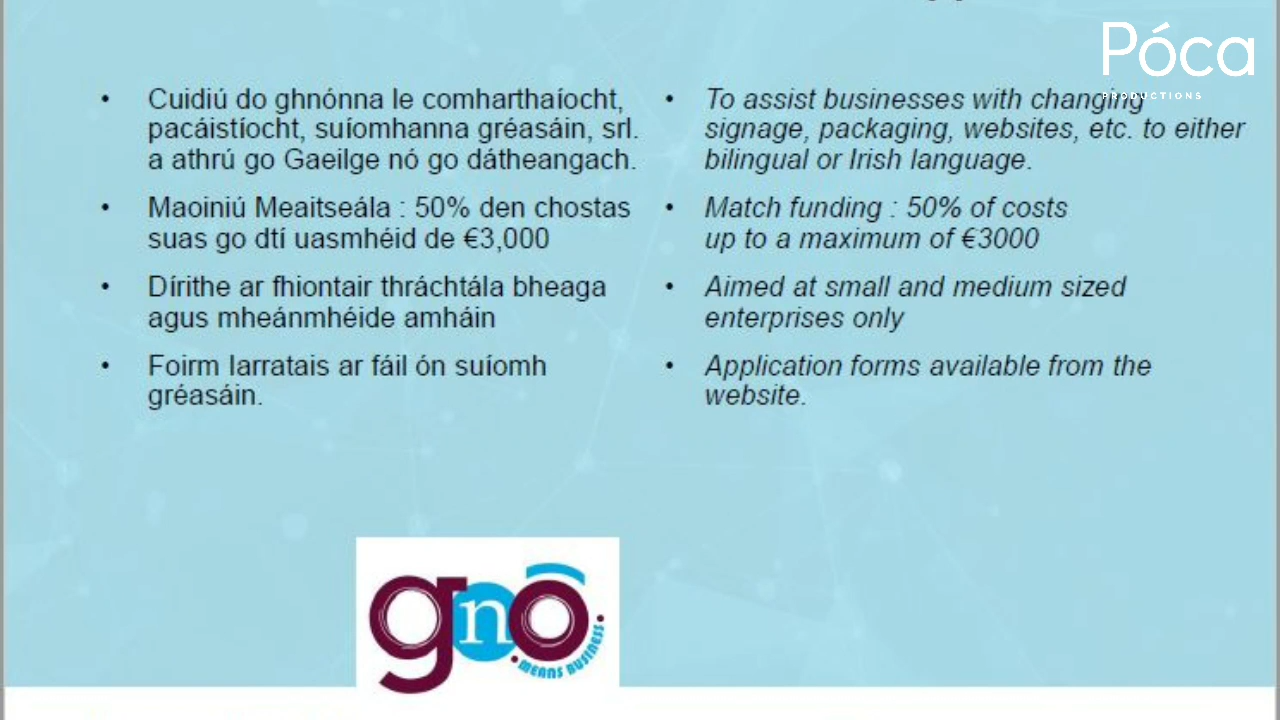 Póca
PRODUCTIONS
• Cuidiú do ghnónna le comharthaíocht,
pacáistíocht, suíomhanna gréasáin, srl.
a athrú go Gaeilge nó go dátheangach.
• Maoiniú Meaitseála : 50% den chostas
suas go dtí uasmhéid de €3,000
• Dírithe ar fhiontair thráchtála bheaga
agus mheánmhéide amháin
• Foirm Iarratais ar fáil ón suíomh
gréasáin.
• To assist businesses with changing
signage, packaging, websites, etc. to either
bilingual or Irish language.
• Match funding : 50% of costs
up to a maximum of €3000
• Aimed at small and medium sized
enterprises only
• Application forms available from the
website.
gnó
MEANS BUSINESS.